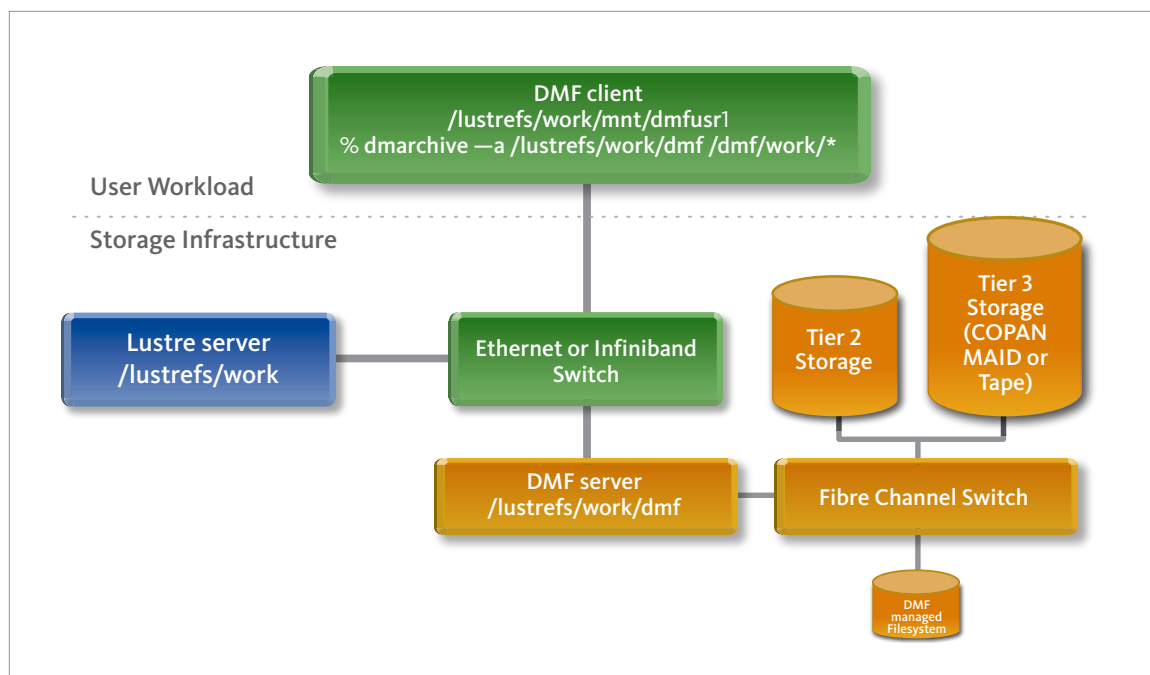 DMF client
/lustrefs/work/mnt/dmfusr1
% dmarchive —a /lustrefs/work/dmf /dmf/work/*
User Workload
Storage Infrastructure
Lustre server
/lustrefs/work
Ethernet or Infiniband
Switch
Tier 2
Storage
Tier 3
Storage
(COPAN
MAID or
Tape)
DMF server
/lustrefs/work/dmf
Fibre Channel Switch
DMF
managed
Filesystem